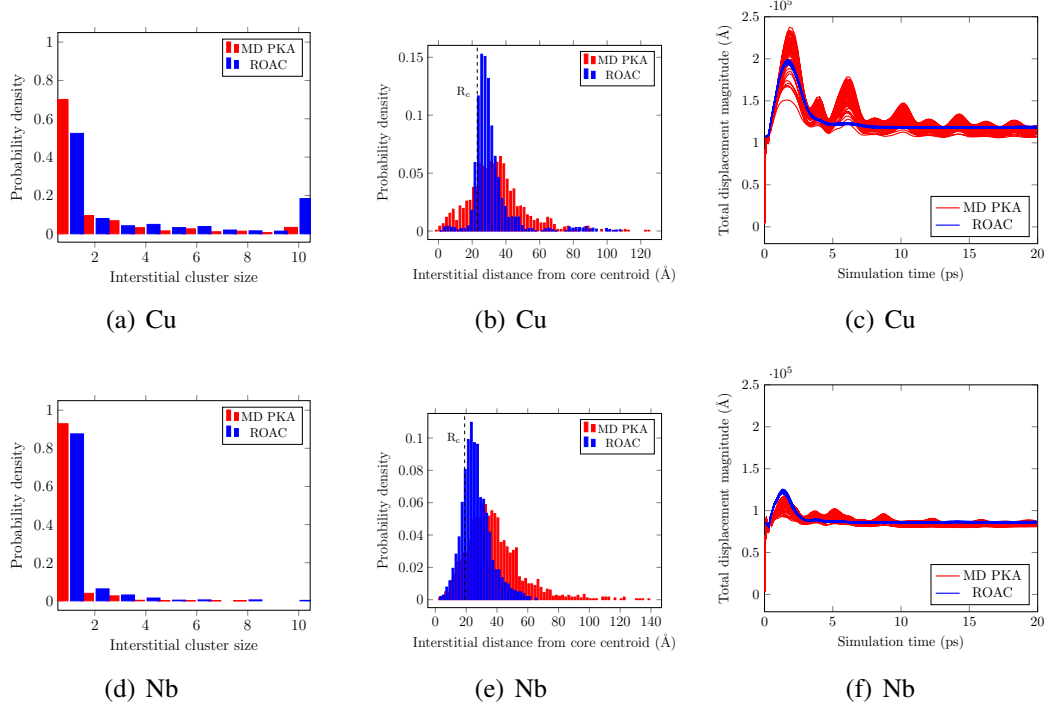 1
0.8
0.6
0.4
0.2
0
2
4
6
8
10
Probability density
Interstitial cluster size
MD PKA
ROAC
(a) Cu
0.15
0.10
0.05
0
0
20
40
60
80
100
120
Probability density
Interstitial distance from core centroid (Å)
R_c
MD PKA
ROAC
(b) Cu
·10^5
2.5
2
1.5
1
0.5
0
0
5
10
15
20
Total displacement magnitude (Å)
Simulation time (ps)
MD PKA
ROAC
(c) Cu
1
0.8
0.6
0.4
0.2
0
2
4
6
8
10
Probability density
Interstitial cluster size
MD PKA
ROAC
(d) Nb
0.1
0.08
0.06
0.04
0.02
0
0
20
40
60
80
100
120
140
Probability density
Interstitial distance from core centroid (Å)
R_c
MD PKA
ROAC
(e) Nb
·10^5
2.5
2
1.5
1
0.5
0
0
5
10
15
20
Total displacement magnitude (Å)
Simulation time (ps)
MD PKA
ROAC
(f) Nb